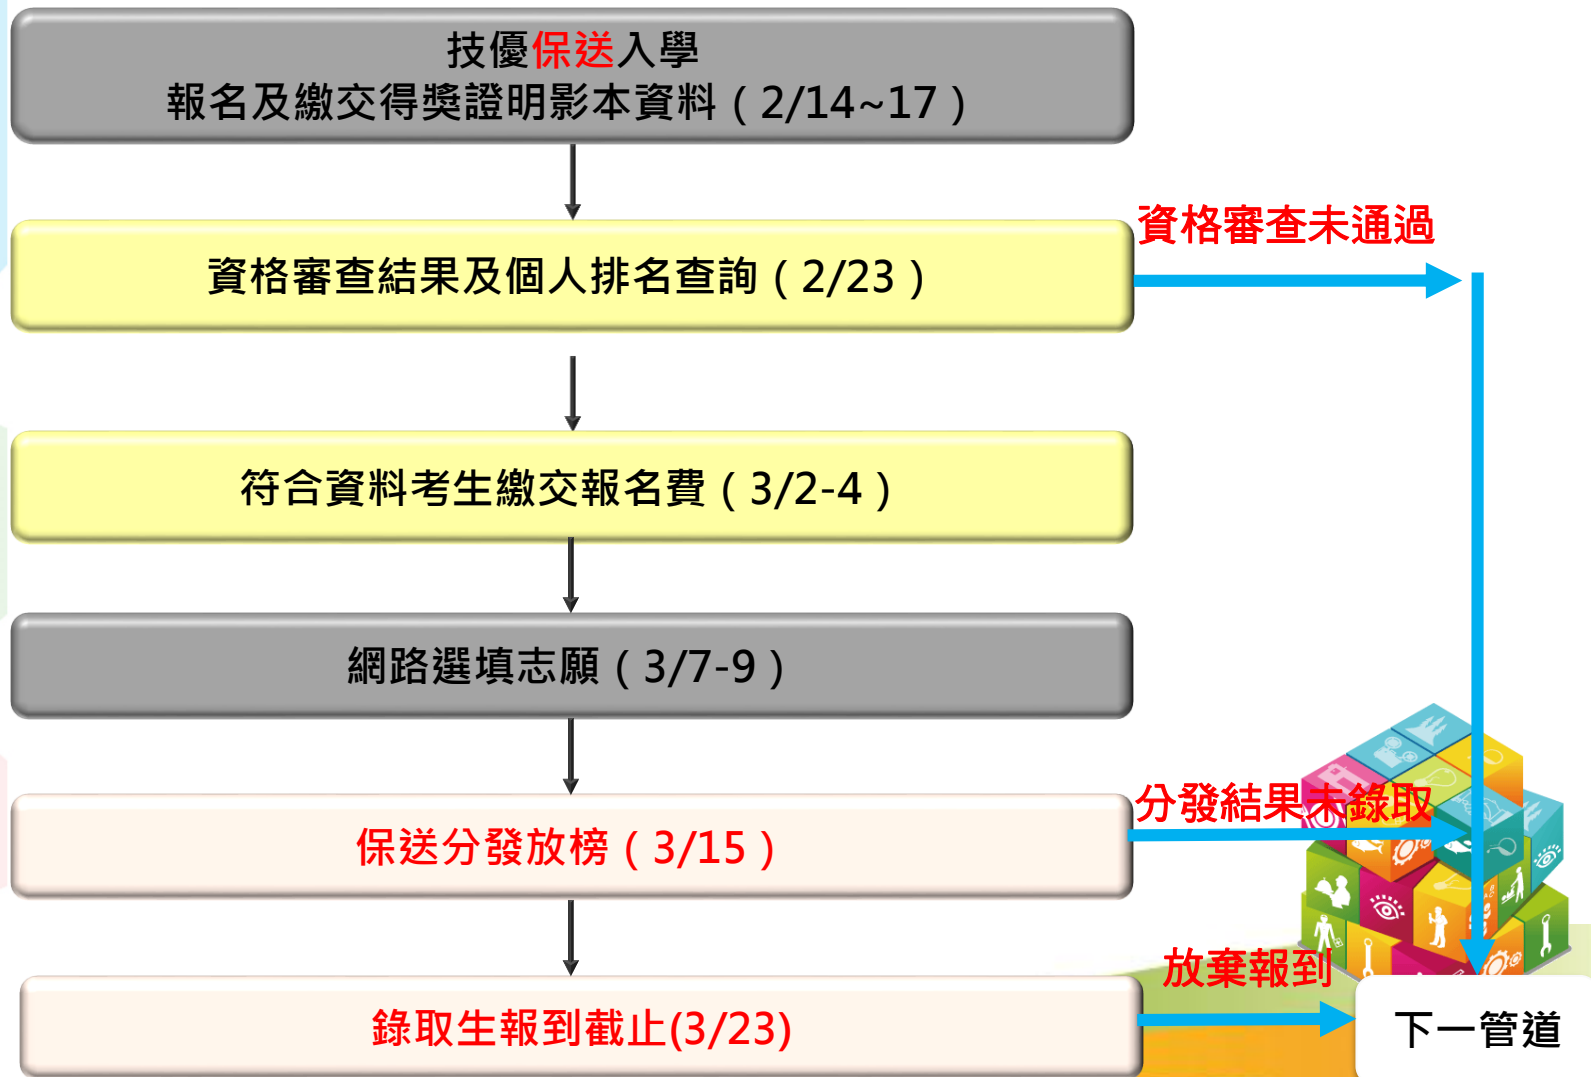 技優保送入學
報名及繳交得獎證明影本資料（2/14~17）
資格審查未通過
資格審查結果及個人排名查詢（2/23）
符合資料考生繳交報名費（3/2-4）
網路選填志願（3/7-9）
分發結果未錄取
保送分發放榜（3/15）
放棄報到
錄取生報到截止(3/23)
下一管道